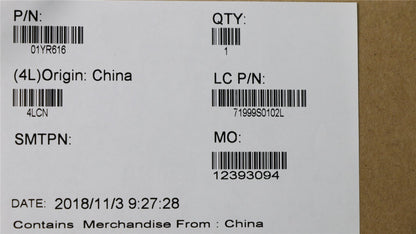 P/N: QTY:
01YR616 1
(4L)Origin: China LC P/N:
4LCN 71999S0102L
SMTPN: MO:
12393094
DATE: 2018/11/3 9:27:28
Contains Merchandise From : China